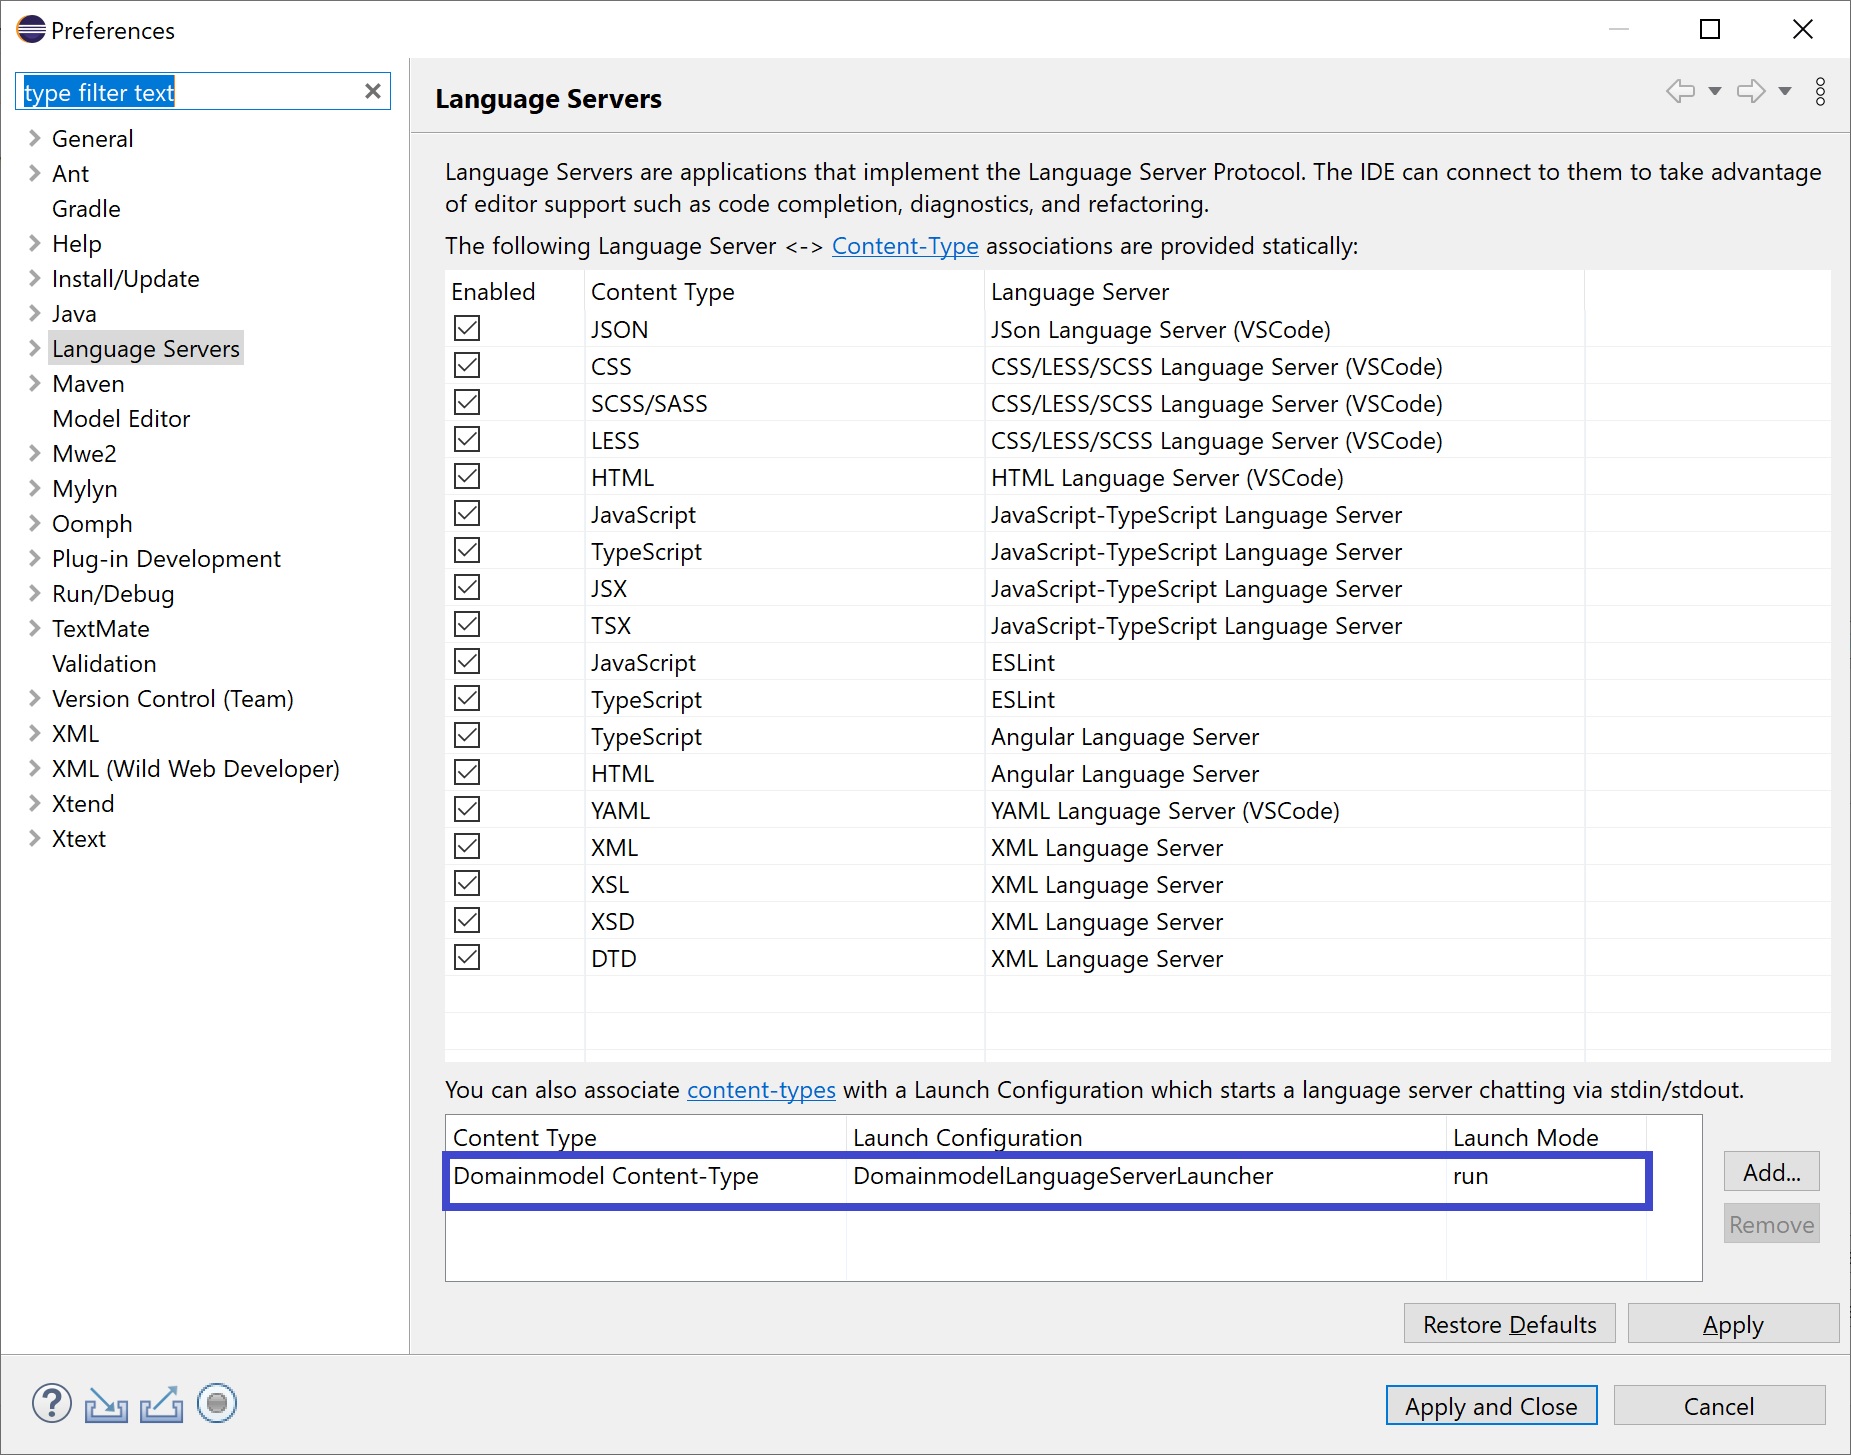 Preferences
type filter text
General
Ant
Gradle
Help
Install/Update
Java
Language Servers
Maven
Model Editor
Mwe2
Mylyn
Oomph
Plug-in Development
Run/Debug
TextMate
Validation
Version Control (Team)
XML
XML (Wild Web Developer)
Xtend
Xtext
Language Servers
Language Servers are applications that implement the Language Server Protocol. The IDE can connect to them to take advantage
of editor support such as code completion, diagnostics, and refactoring.
The following Language Server <-> Content-Type associations are provided statically:
Enabled Content Type Language Server
JSON JSon Language Server (VSCode)
CSS CSS/LESS/SCSS Language Server (VSCode)
SCSS/SASS CSS/LESS/SCSS Language Server (VSCode)
LESS CSS/LESS/SCSS Language Server (VSCode)
HTML HTML Language Server (VSCode)
JavaScript JavaScript-TypeScript Language Server
TypeScript JavaScript-TypeScript Language Server
JSX JavaScript-TypeScript Language Server
TSX JavaScript-TypeScript Language Server
JavaScript ESLint
TypeScript ESLint
TypeScript Angular Language Server
HTML Angular Language Server
YAML YAML Language Server (VSCode)
XML XML Language Server
XSL XML Language Server
XSD XML Language Server
DTD XML Language Server
You can also associate content-types with a Launch Configuration which starts a language server chatting via stdin/stdout.
Content Type Launch Configuration Launch Mode
Domainmodel Content-Type DomainmodelLanguageServerLauncher run
Add...
Remove
Restore Defaults Apply
Apply and Close Cancel